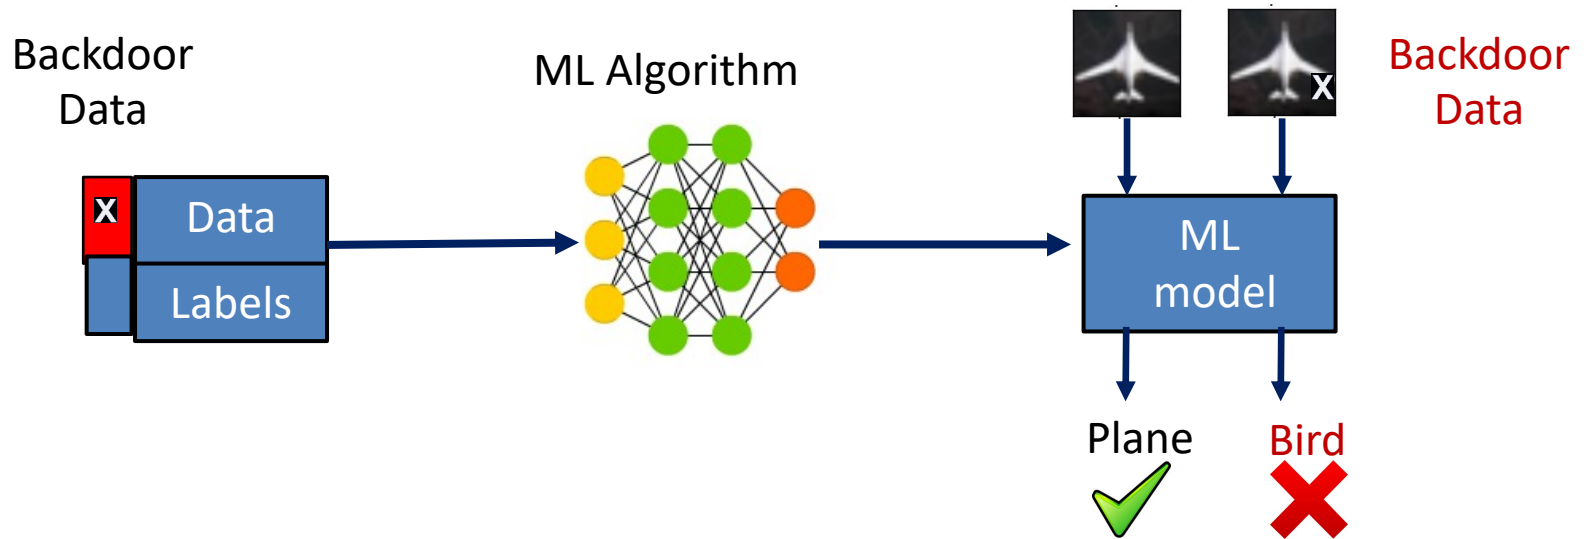 Backdoor
Data
X
Data
Labels
ML Algorithm
X
Backdoor
Data
ML
model
Plane
Bird